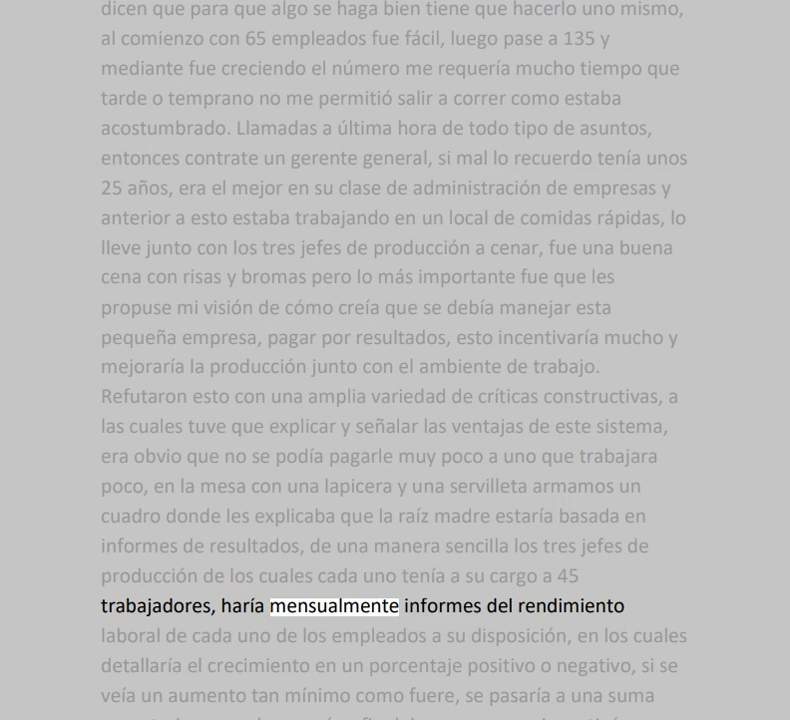 dicen que para que algo se haga bien tiene que hacerlo uno mismo,
al comienzo con 65 empleados fue fácil, luego pase a 135 y
mediante fue creciendo el número me requería mucho tiempo que
tarde o temprano no me permitió salir a correr como estaba
acostumbrado. Llamadas a última hora de todo tipo de asuntos,
entonces contrate un gerente general, si mal lo recuerdo tenía unos
25 años, era el mejor en su clase de administración de empresas y
anterior a esto estaba trabajando en un local de comidas rápidas, lo
lleve junto con los tres jefes de producción a cenar, fue una buena
cena con risas y bromas pero lo más importante fue que les
propuse mi visión de cómo creía que se debía manejar esta
pequeña empresa, pagar por resultados, esto incentivaría mucho y
mejoraría la producción junto con el ambiente de trabajo.
Refutaron esto con una amplia variedad de críticas constructivas, a
las cuales tuve que explicar y señalar las ventajas de este sistema,
era obvio que no se podía pagarle muy poco a uno que trabajara
poco, en la mesa con una lapicera y una servilleta armamos un
cuadro donde les explicaba que la raíz madre estaría basada en
informes de resultados, de una manera sencilla los tres jefes de
producción de los cuales cada uno tenía a su cargo a 45
trabajadores, haría mensualmente informes del rendimiento
laboral de cada uno de los empleados a su disposición, en los cuales
detallaría el crecimiento en un porcentaje positivo o negativo, si se
veía un aumento tan mínimo como fuere, se pasaría a una suma